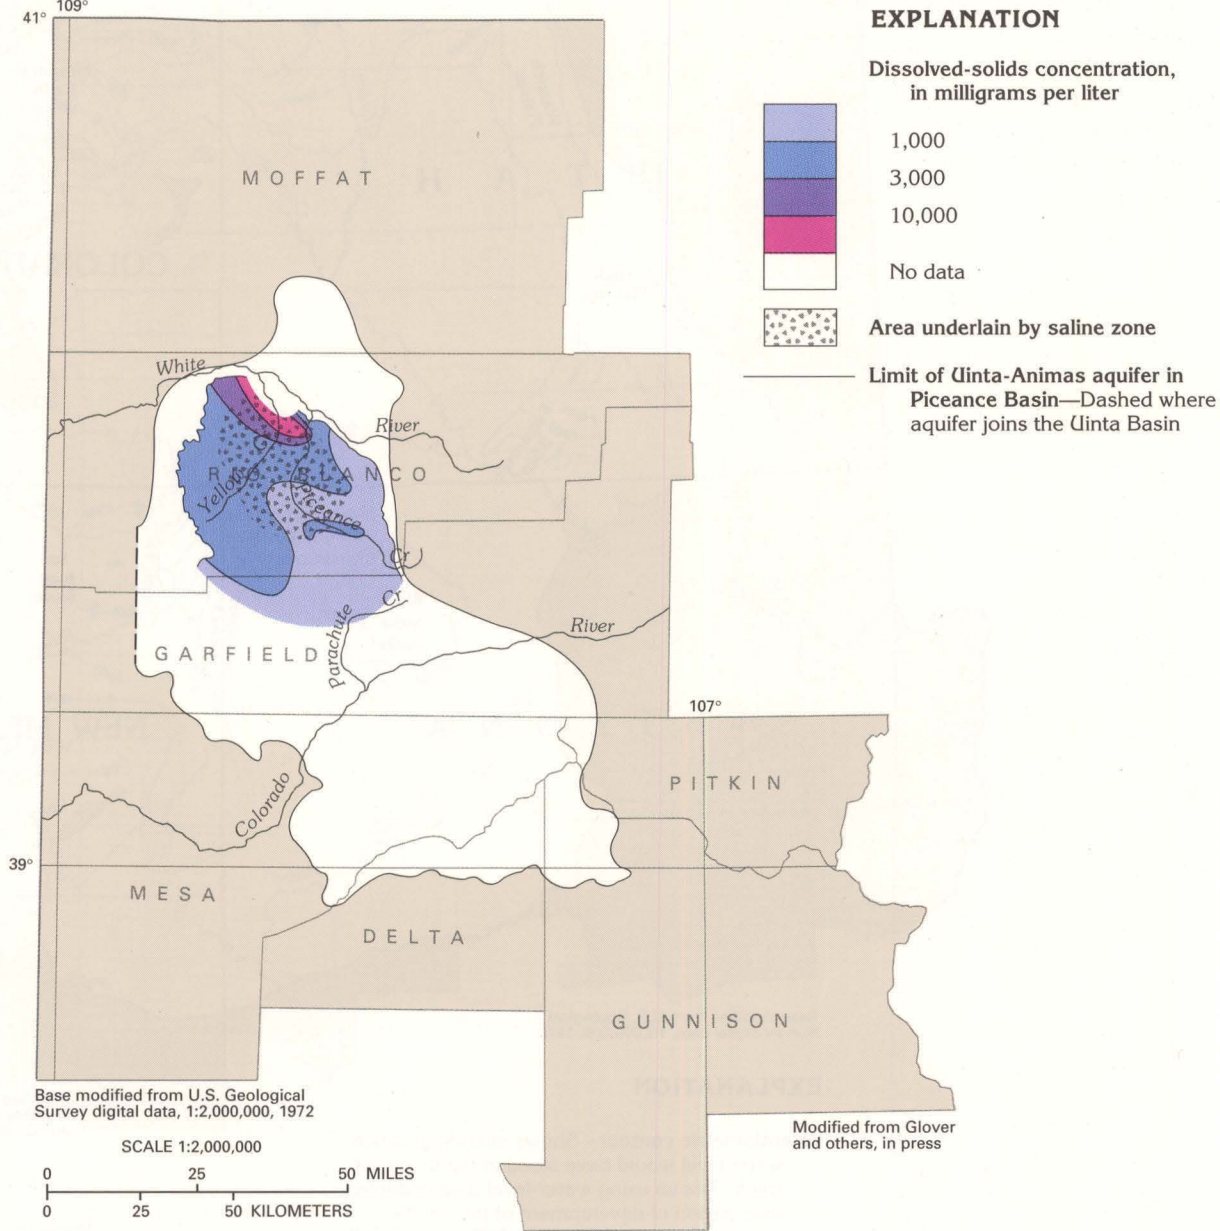 41°
109°
EXPLANATION
Dissolved-solids concentration,
in milligrams per liter
1,000
3,000
10,000
No data
Area underlain by saline zone
Limit of Uinta-Animas aquifer in
Piceance Basin—Dashed where
aquifer joins the Uinta Basin
MOFFAT
White
River
RIO BLANCO
Yellow Cr
Piceance
Cr
Cr
Parachute
River
GARFIELD
107°
PITKIN
Colorado
39°
MESA
DELTA
GUNNISON
Base modified from U.S. Geological
Survey digital data, 1:2,000,000, 1972
SCALE 1:2,000,000
0 25 50 MILES
0 25 50 KILOMETERS
Modified from Glover
and others, in press